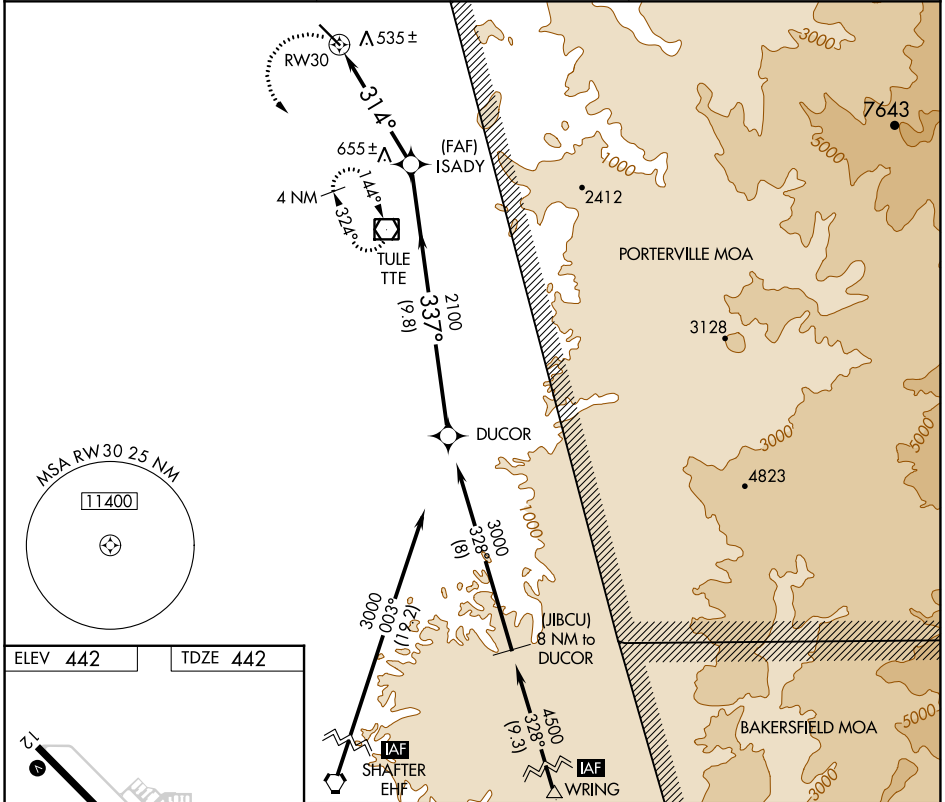 RW30
535±
3000
7643
314°
5000
655±
(FAF)
ISADY
1000
4 NM
144°
324°
2412
TULE
TTE
PORTERVILLE MOA
2100
337°
(9.8)
3128
DUCOR
3000
5000
MSA RW30 25 NM
11400
4823
1000
3000
328°
(8)
3000
003°
(19.2)
(JIBCU)
8 NM to
DUCOR
ELEV 442
TDZE 442
4500
328°
(9.3)
BAKERSFIELD MOA
5000
12
V
IAF
SHAFTER
EHF
IAF
WRING
3000